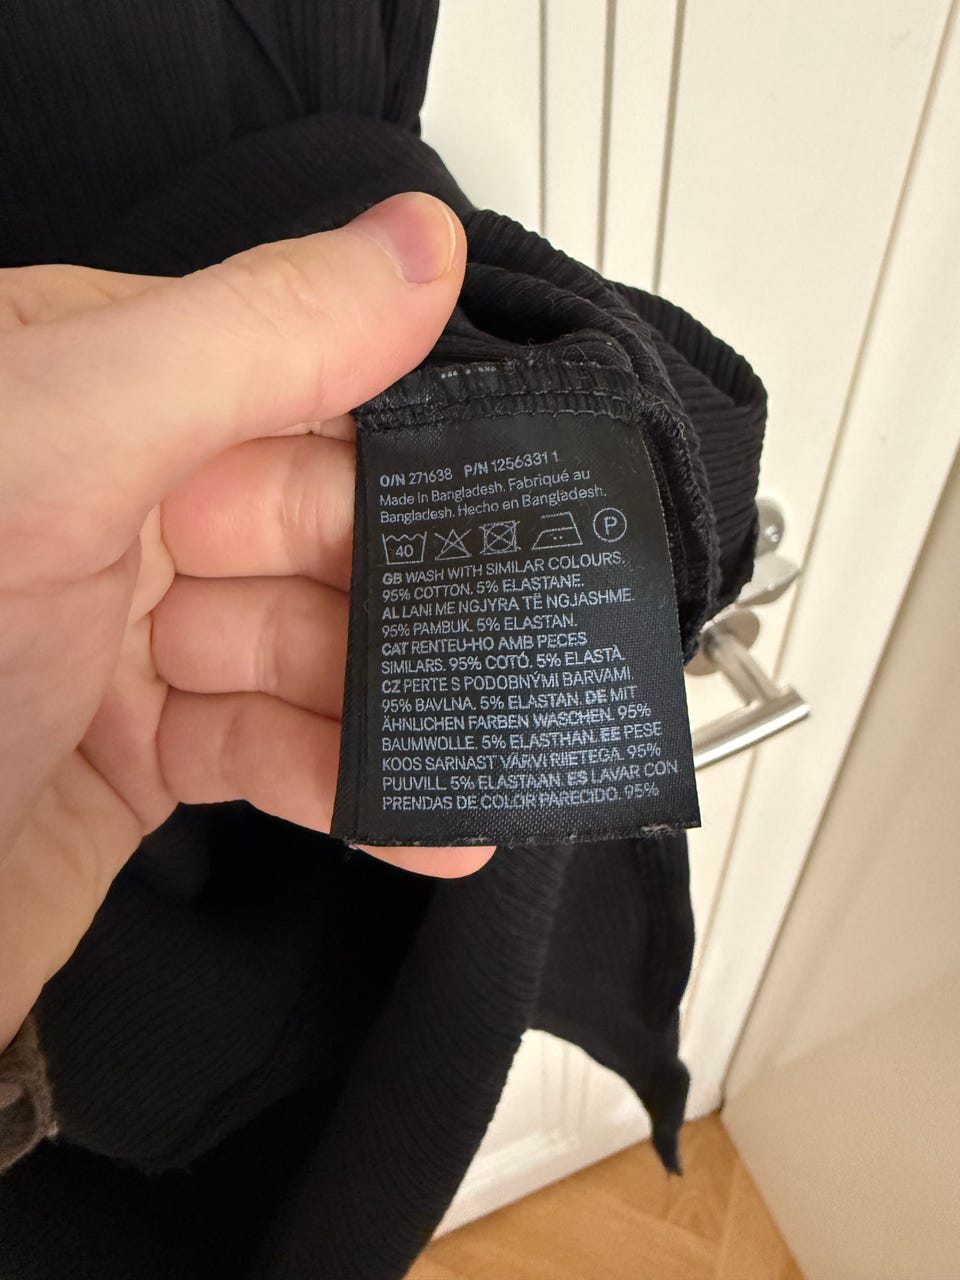 O/N 271638 P/N 12563311
Made in Bangladesh. Fabriqué au
Bangladesh. Hecho en Bangladesh.
40 P
GB WASH WITH SIMILAR COLOURS.
95% COTTON. 5% ELASTANE.
AL LANI ME NGJYRA TË NGJASHME.
95% PAMBUK. 5% ELASTAN.
CAT RENTEU-HO AMB PECES
SIMILARS. 95% COTÓ. 5% ELASTÀ.
CZ PERTE S PODOBNÝMI BARVAMI.
95% BAVLNA. 5% ELASTAN. DE MIT
ÄHNLICHEN FARBEN WASCHEN. 95%
BAUMWOLLE. 5% ELASTHAN. EE PESE
KOOS SARNAST VÄRVI RIIETEGA. 95%
PUUVILL. 5% ELASTAAN. ES LAVAR CON
PRENDAS DE COLOR PARECIDO. 95%